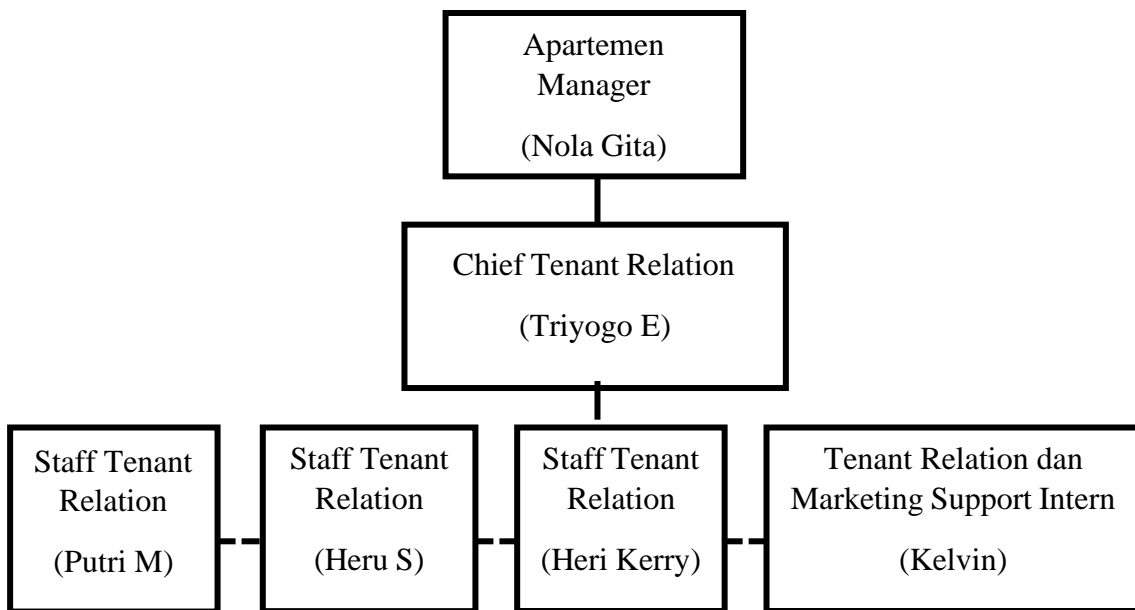 Apartemen
Manager
(Nola Gita)
Chief Tenant Relation
(Triyogo E)
Staff Tenant
Relation
(Putri M)
Staff Tenant
Relation
(Heru S)
Staff Tenant
Relation
(Heri Kerry)
Tenant Relation dan
Marketing Support Intern
(Kelvin)